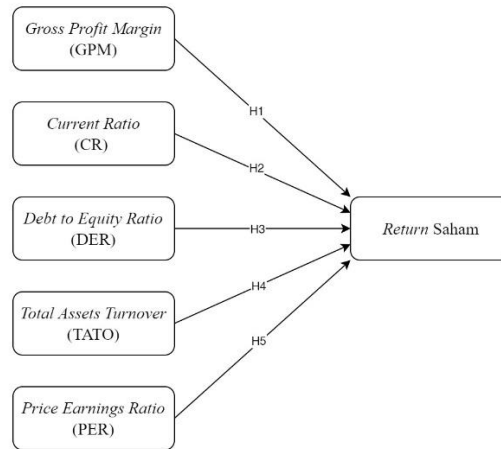 Gross Profit Margin
(GPM)
H1
Current Ratio
(CR)
H2
Debt to Equity Ratio
(DER)
H3
Return Saham
H4
Total Assets Turnover
(TATO)
H5
Price Earnings Ratio
(PER)